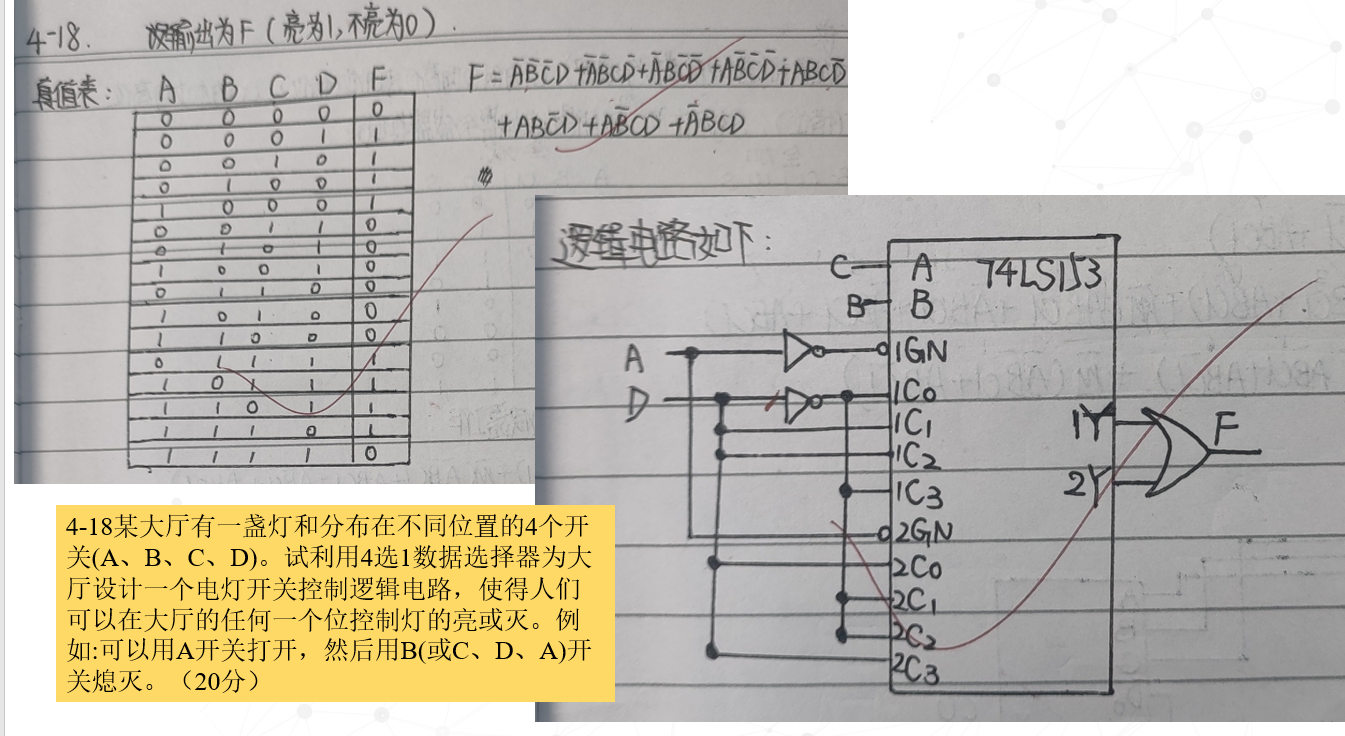 4-18. 设输出为F(亮为1,不亮为0).
真值表: A B C D F
0 0 0 0 0
0 0 0 1 1
0 0 1 0 1
0 1 0 0 1
1 0 0 0 1
0 0 1 1 0
0 1 0 1 0
1 0 0 1 0
0 1 1 0 0
1 0 1 0 0
1 1 0 0 0
0 1 1 1 1
1 0 1 1 1
1 1 0 1 1
1 1 1 0 1
1 1 1 1 0
F = A̅B̅C̅D + A̅B̅CD̅ + A̅BC̅D̅ + AB̅C̅D̅ + ABCD̅
+ ABC̅D + AB̅CD + A̅BCD
逻辑电路如下:
C A 74LS153
B B
A 1GN
D 1C0
1C1
1C2
1C3
2GN
2C0
2C1
2C2
2C3
1Y F
2Y
4-18某大厅有一盏灯和分布在不同位置的4个开
关(A、B、C、D)。试利用4选1数据选择器为大
厅设计一个电灯开关控制逻辑电路，使得人们
可以在大厅的任何一个位控制灯的亮或灭。例
如:可以用A开关打开，然后用B(或C、D、A)开
关熄灭。（20分）